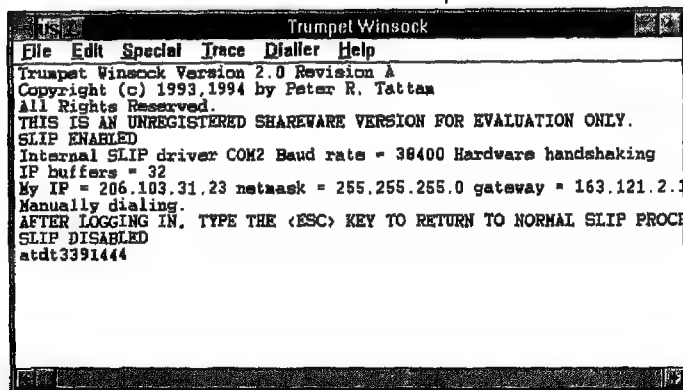 Trumpet Winsock
File Edit Special Trace Dialler Help
Trumpet Winsock Version 2.0 Revision A
Copyright (c) 1993,1994 by Peter R. Tattam
All Rights Reserved.
THIS IS AN UNREGISTERED SHAREWARE VERSION FOR EVALUATION ONLY.
SLIP ENABLED
Internal SLIP driver COM2 Baud rate = 38400 Hardware handshaking
IP buffers = 32
My IP = 206.103.31.23 netmask = 255.255.255.0 gateway = 163.121.2.1
Manually dialing.
AFTER LOGGING IN, TYPE THE <ESC> KEY TO RETURN TO NORMAL SLIP PROCE
SLIP DISABLED
atdt3391444